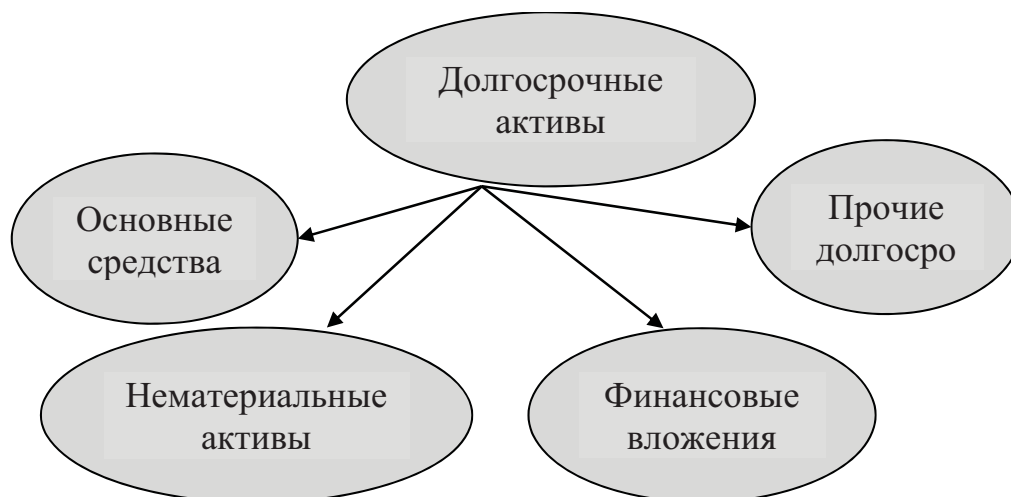 Долгосрочные
активы
Основные
средства
Прочие
долгосро
Нематериальные
активы
Финансовые
вложения